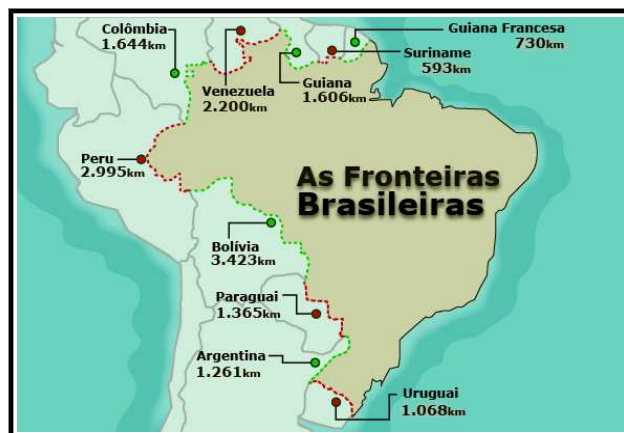 Colômbia
1.644km
Guiana Francesa
730km
Suriname
593km
Venezuela
2.200km
Guiana
1.606km
Peru
2.995km
As Fronteiras
Brasileiras
Bolívia
3.423km
Paraguai
1.365km
Argentina
1.261km
Uruguai
1.068km